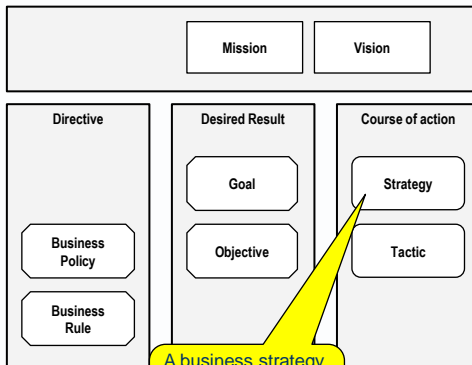 Mission
Vision
Directive
Desired Result
Course of action
Goal
Strategy
Business
Policy
Objective
Tactic
Business
Rule
A business strategy